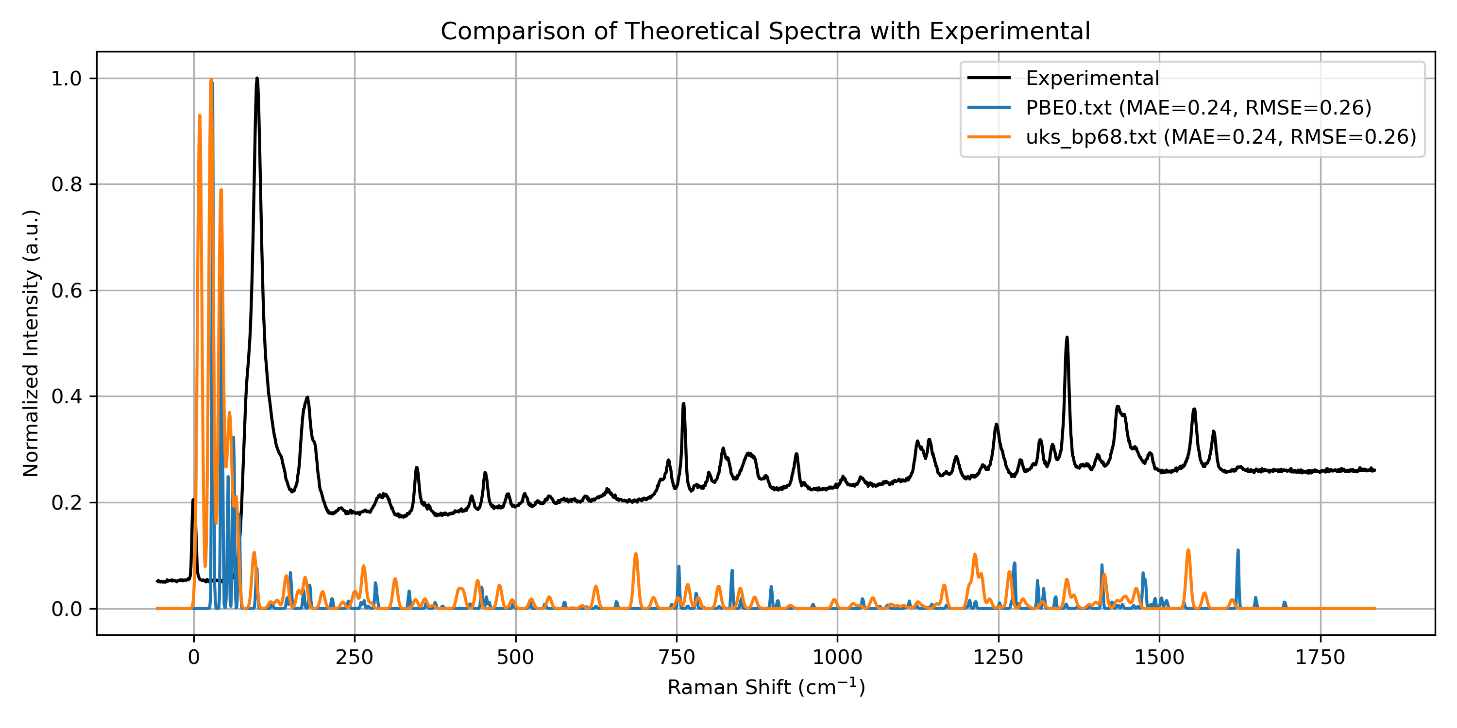 Comparison of Theoretical Spectra with Experimental
Normalized Intensity (a.u.)
1.0
0.8
0.6
0.4
0.2
0.0
Experimental
PBE0.txt (MAE=0.24, RMSE=0.26)
uks_bp68.txt (MAE=0.24, RMSE=0.26)
0 250 500 750 1000 1250 1500 1750
Raman Shift (cm⁻¹)